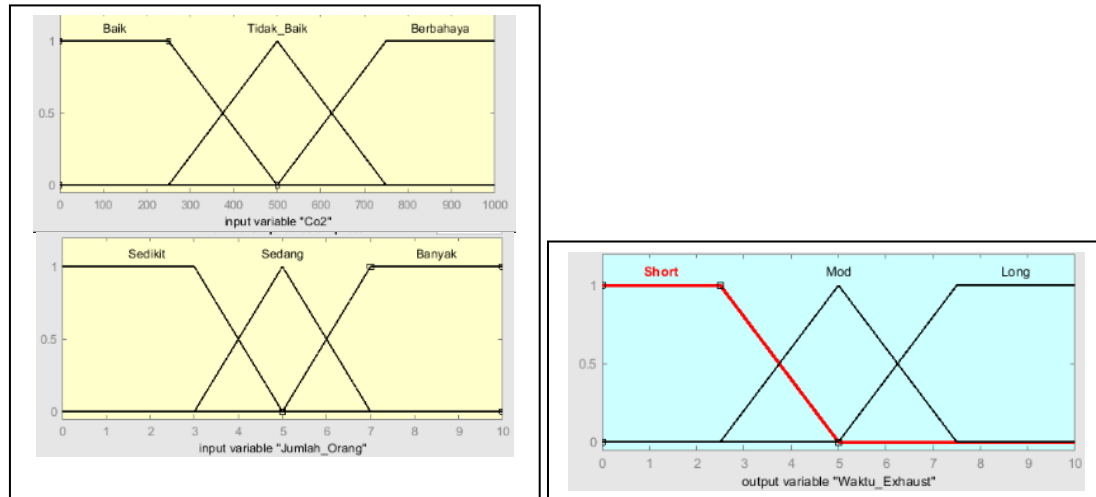 Baik Tidak_Baik Berbahaya
1
0.5
0
0 100 200 300 400 500 600 700 800 900 1000
input variable "Co2"
Sedikit Sedang Banyak
1
0.5
0
0 1 2 3 4 5 6 7 8 9 10
input variable "Jumlah_Orang"
Short Mod Long
1
0.5
0
0 1 2 3 4 5 6 7 8 9 10
output variable "Waktu_Exhaust"